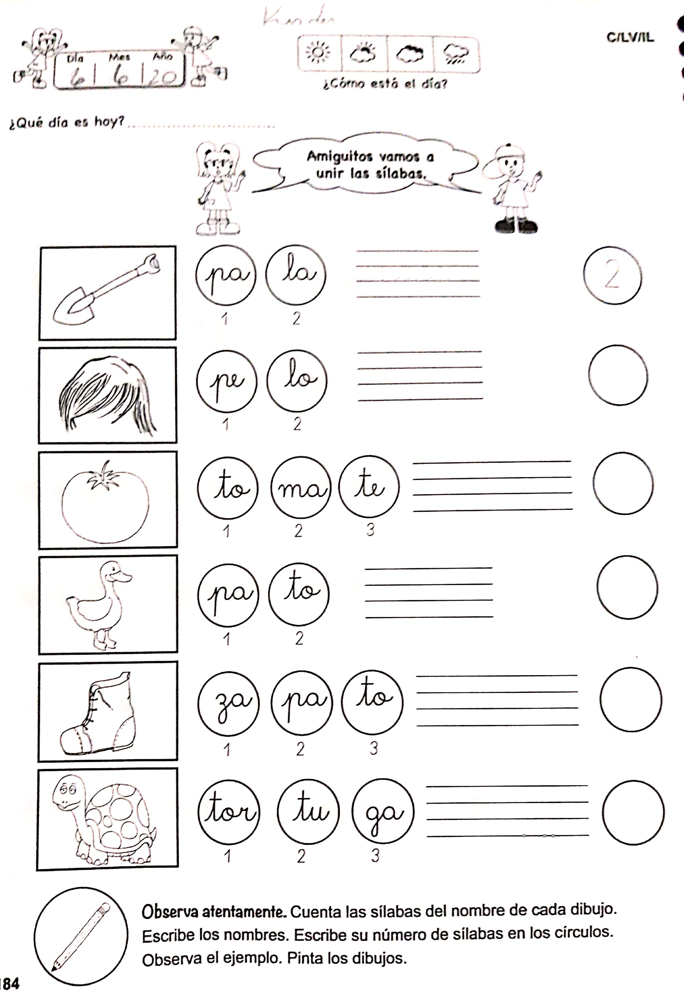 C/LV/IL
Día Mes Año
6 6 20
¿Cómo está el día?
¿Qué día es hoy?
Amiguitos vamos a
unir las sílabas.
pa la 2
1 2
pe lo
1 2
to ma te
1 2 3
pa to
1 2
za pa to
1 2 3
tor tu ga
1 2 3
Observa atentamente. Cuenta las sílabas del nombre de cada dibujo.
Escribe los nombres. Escribe su número de sílabas en los círculos.
Observa el ejemplo. Pinta los dibujos.
184